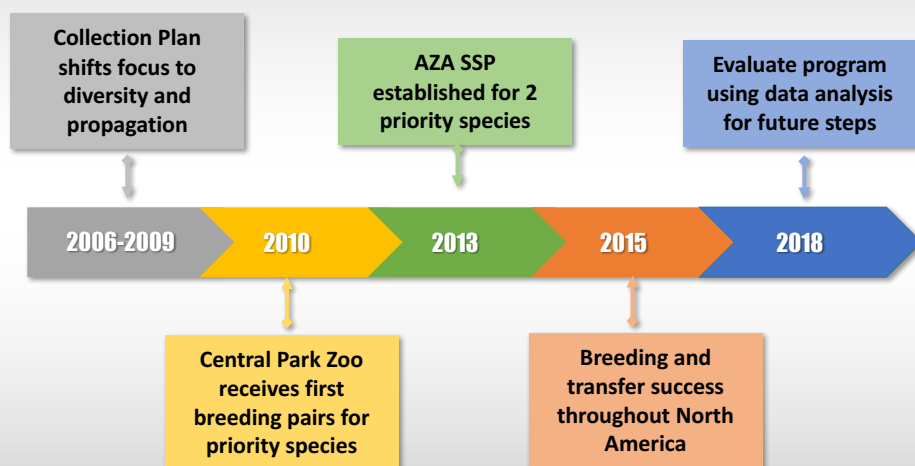 Collection Plan
shifts focus to
diversity and
propagation
AZA SSP
established for 2
priority species
Evaluate program
using data analysis
for future steps
2006-2009
2010
2013
2015
2018
Central Park Zoo
receives first
breeding pairs for
priority species
Breeding and
transfer success
throughout North
America